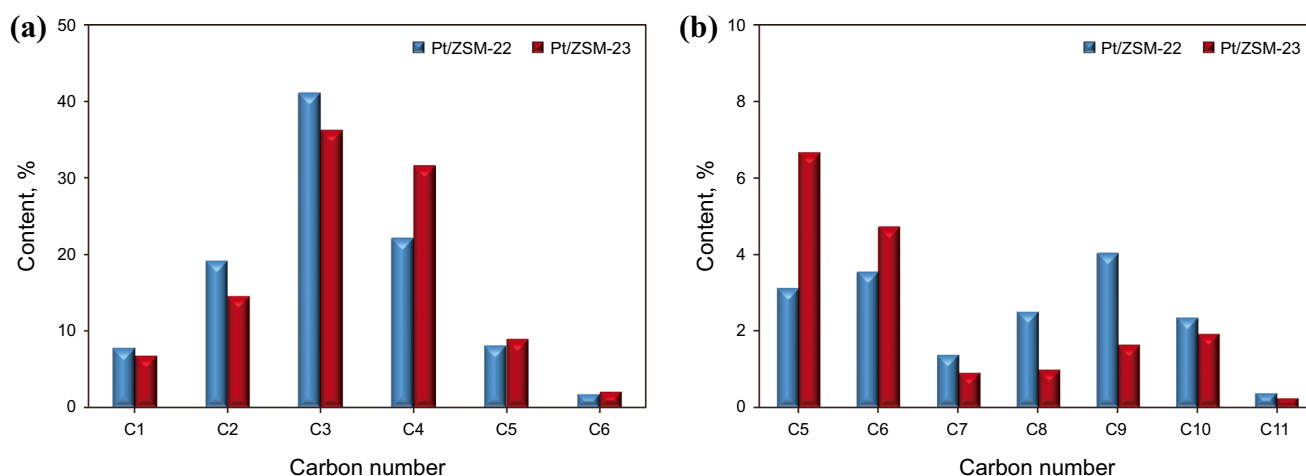 (a)
50
40
30
20
10
0
Content, %
Pt/ZSM-22 Pt/ZSM-23
C1 C2 C3 C4 C5 C6
Carbon number
(b)
10
8
6
4
2
0
Content, %
Pt/ZSM-22 Pt/ZSM-23
C5 C6 C7 C8 C9 C10 C11
Carbon number